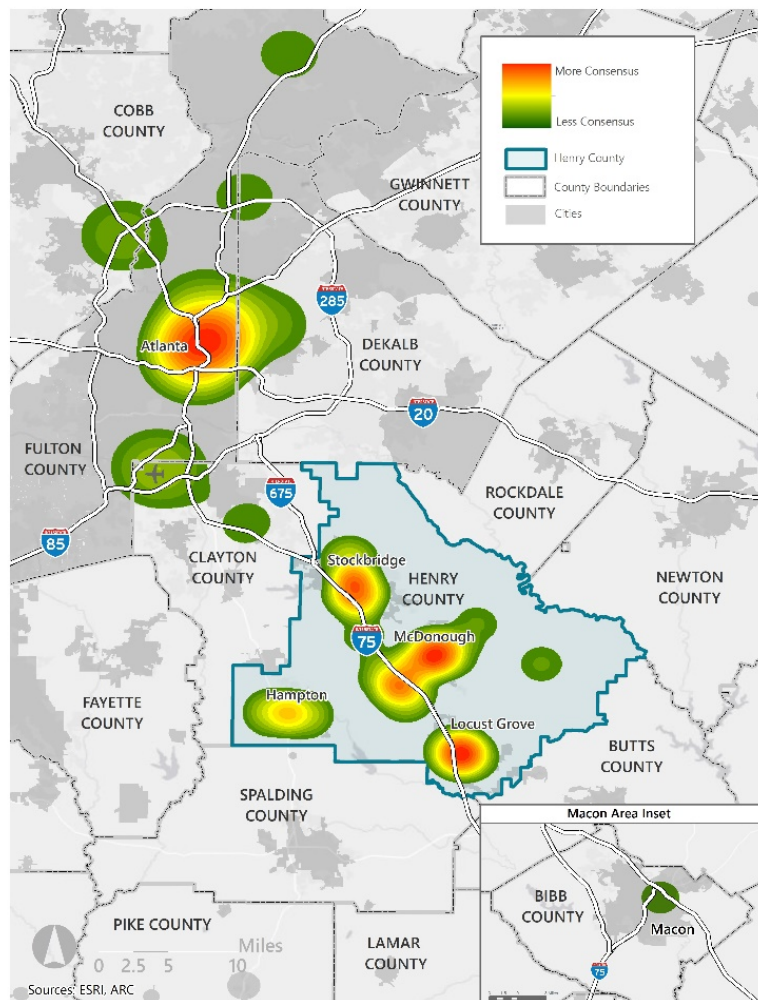 COBB
COUNTY
GWINNETT
COUNTY
More Consensus
Less Consensus
Henry County
County Boundaries
Cities
285
Atlanta
DEKALB
COUNTY
20
FULTON
COUNTY
675
ROCKDALE
COUNTY
85
CLAYTON
COUNTY
Stockbridge
HENRY
COUNTY
NEWTON
COUNTY
75
McDonough
Hampton
FAYETTE
COUNTY
Locust Grove
BUTTS
COUNTY
SPALDING
COUNTY
Macon Area Inset
BIBB
COUNTY
Macon
75
PIKE COUNTY
LAMAR
COUNTY
Miles
0 2.5 5 10
Sources: ESRI, ARC